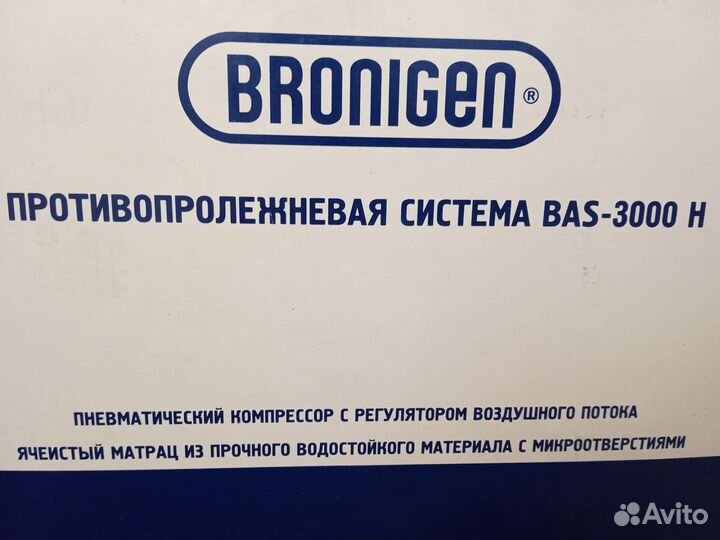 BRONIGEN®
ПРОТИВОПРОЛЕЖНЕВАЯ СИСТЕМА BAS-3000 H
ПНЕВМАТИЧЕСКИЙ КОМПРЕССОР С РЕГУЛЯТОРОМ ВОЗДУШНОГО ПОТОКА
ЯЧЕИСТЫЙ МАТРАЦ ИЗ ПРОЧНОГО ВОДОСТОЙКОГО МАТЕРИАЛА С МИКРООТВЕРСТИЯМИ
Avito